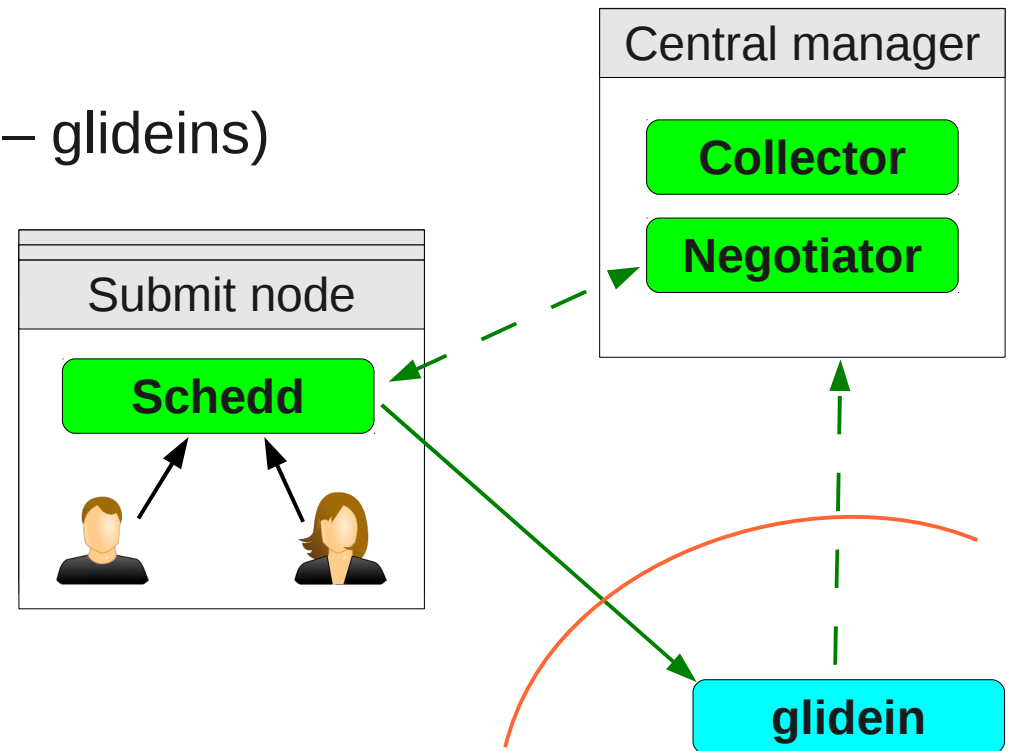 Central manager
– glideins)
Collector
Negotiator
Submit node
Schedd
glidein